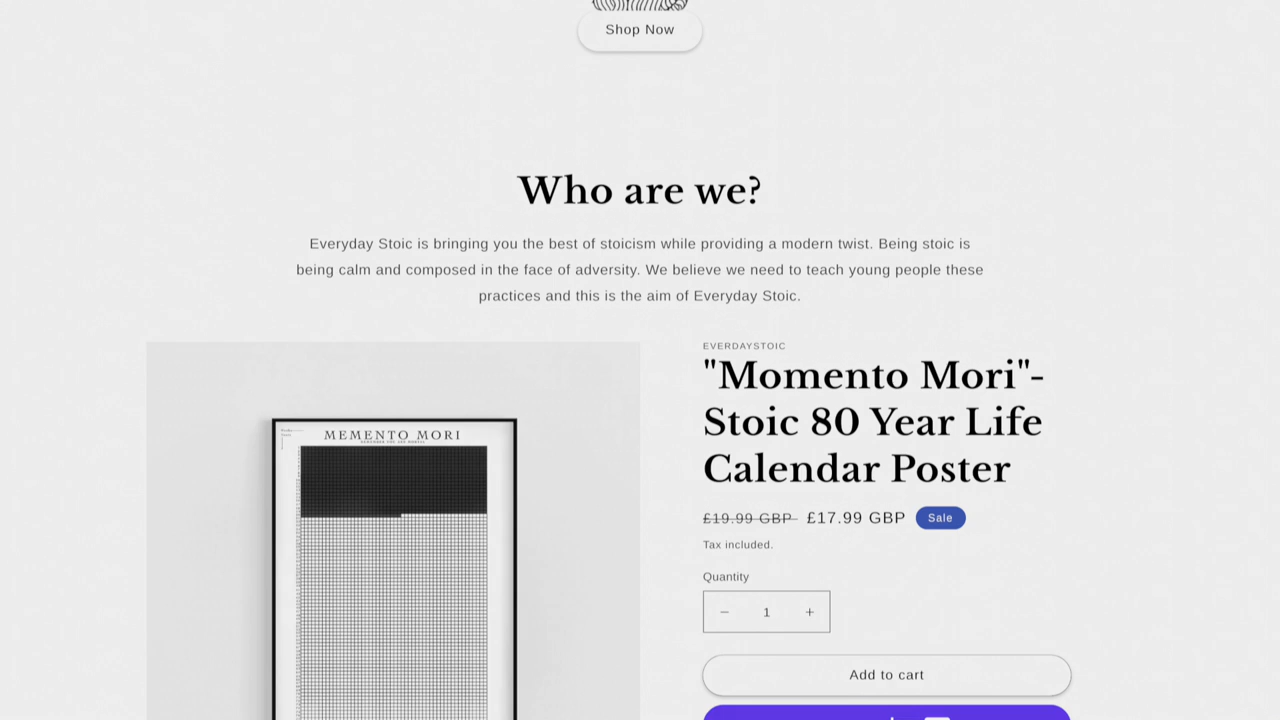 Shop Now
Who are we?
Everyday Stoic is bringing you the best of stoicism while providing a modern twist. Being stoic is
being calm and composed in the face of adversity. We believe we need to teach young people these
practices and this is the aim of Everyday Stoic.
EVERDAYSTOIC
"Momento Mori"-
Stoic 80 Year Life
Calendar Poster
£19.99 GBP £17.99 GBP Sale
Tax included.
Quantity
− 1 +
Add to cart
MEMENTO MORI